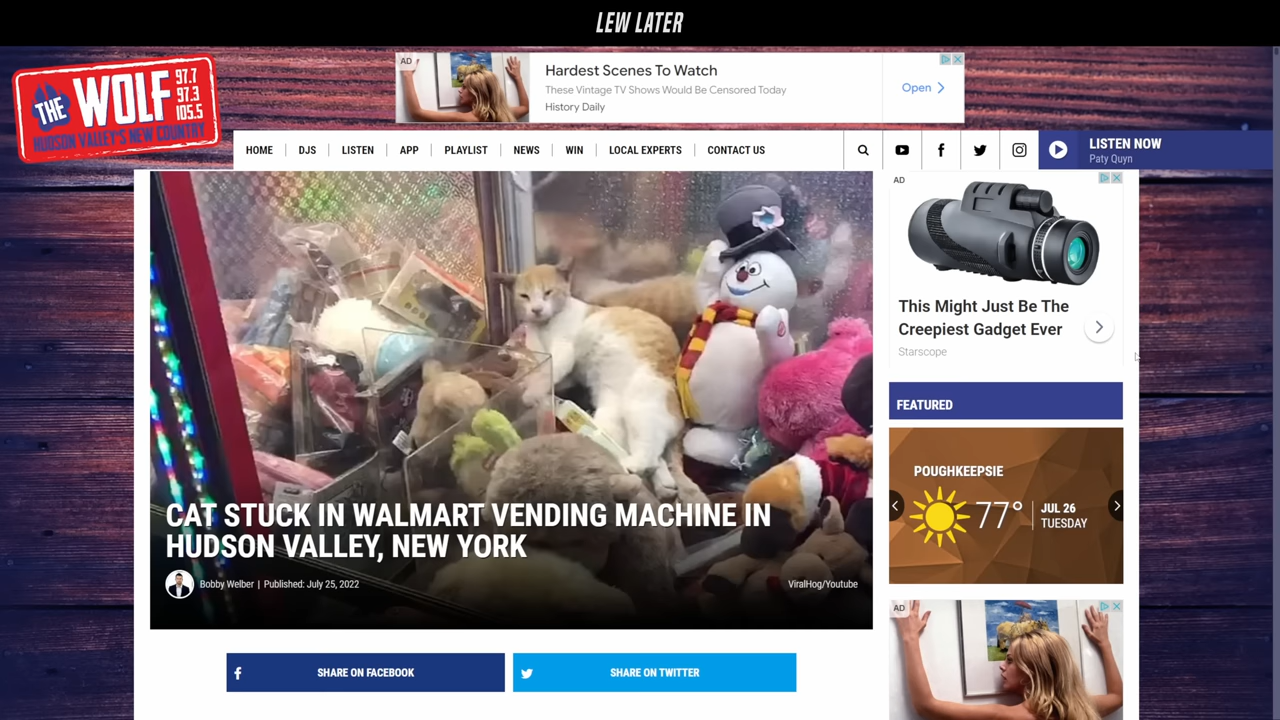 LEW LATER
THE WOLF
97.7
97.3
105.5
HUDSON VALLEY'S NEW COUNTRY
AD
Hardest Scenes To Watch
These Vintage TV Shows Would Be Censored Today
History Daily
Open
HOME
DJS
LISTEN
APP
PLAYLIST
NEWS
WIN
LOCAL EXPERTS
CONTACT US
LISTEN NOW
Paty Quyn
AD
This Might Just Be The
Creepiest Gadget Ever
Starscope
FEATURED
POUGHKEEPSIE
77°
JUL 26
TUESDAY
CAT STUCK IN WALMART VENDING MACHINE IN
HUDSON VALLEY, NEW YORK
Bobby Welber | Published: July 25, 2022
ViralHog/Youtube
AD
SHARE ON FACEBOOK
SHARE ON TWITTER